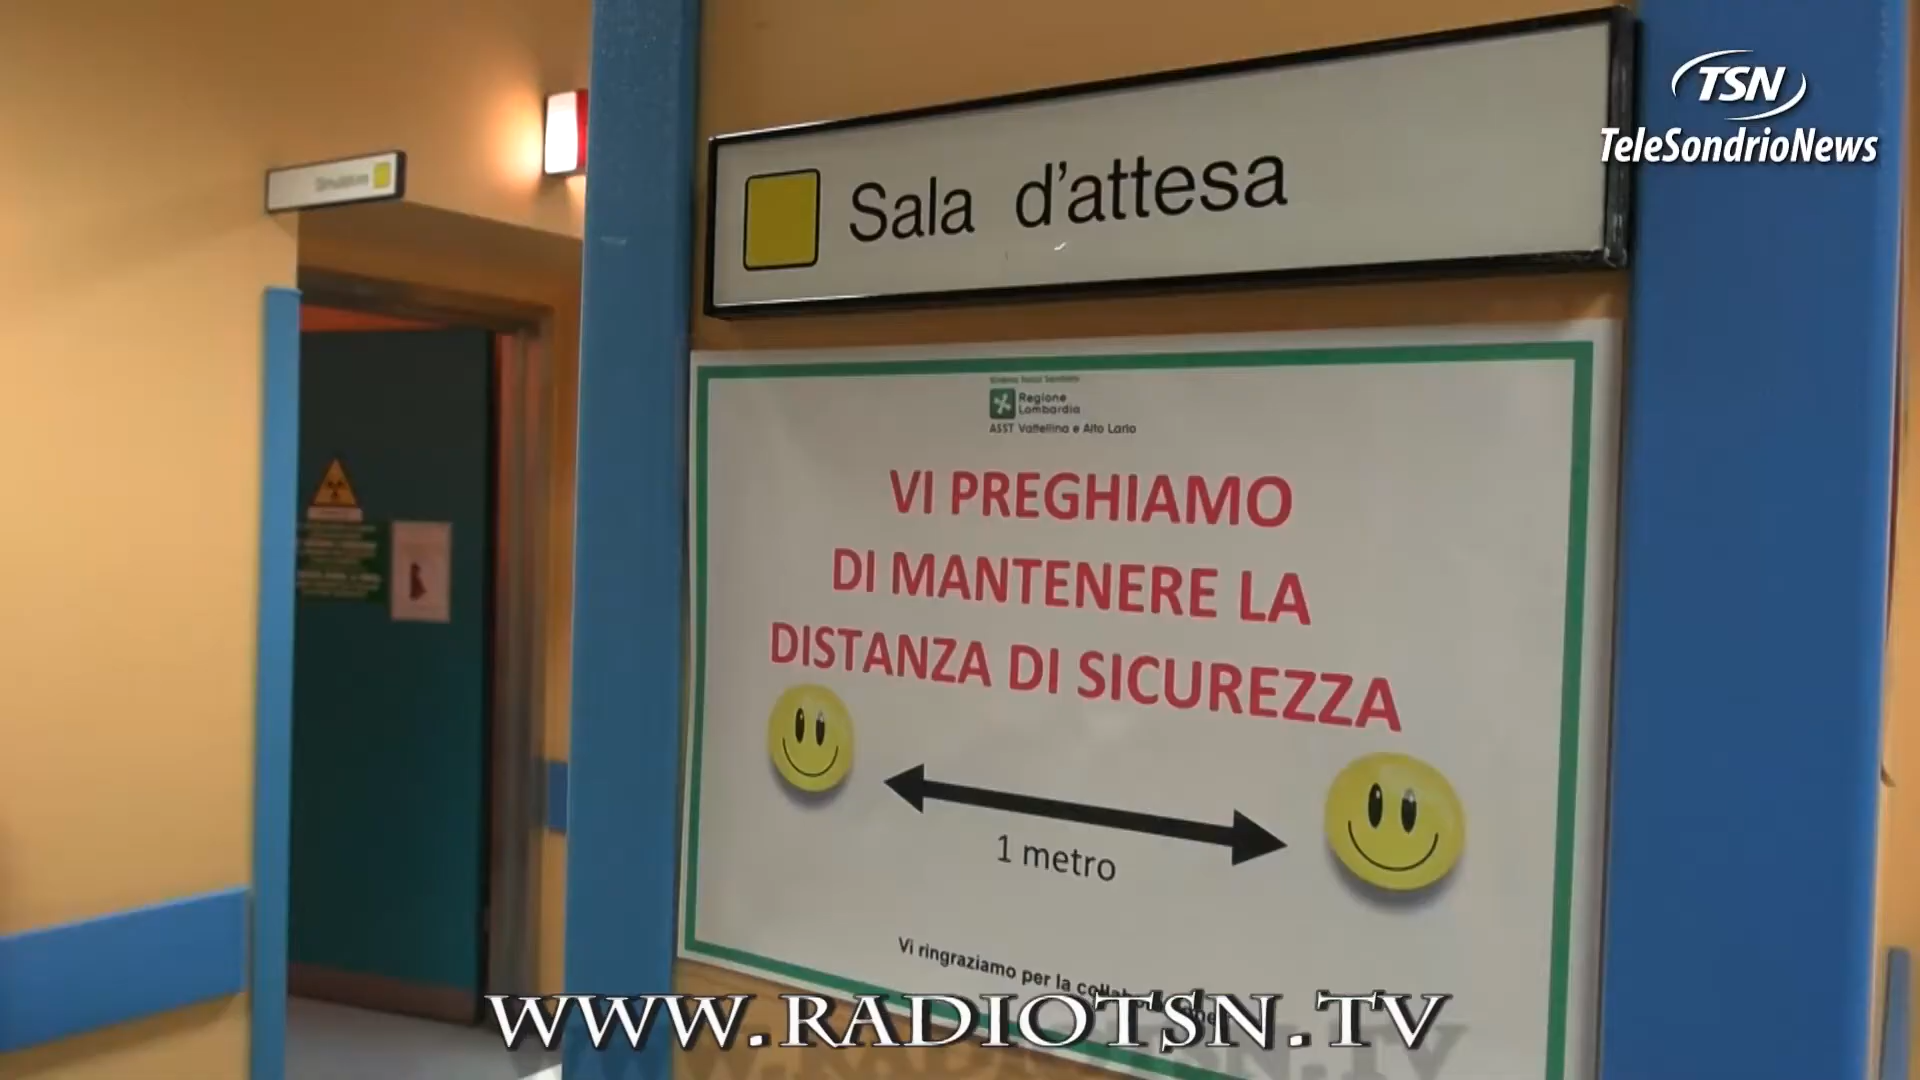 TSN
TeleSondrioNews
Sala d'attesa
Regione
Lombardia
ASST Valtellina e Alto Lario
VI PREGHIAMO
DI MANTENERE LA
DISTANZA DI SICUREZZA
1 metro
Vi ringraziamo per la
WWW.RADIOTSN.TV